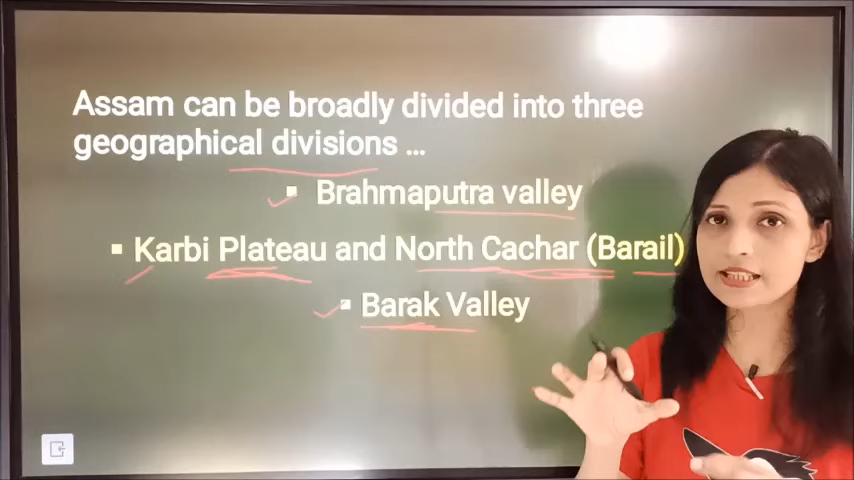 Assam can be broadly divided into three
geographical divisions ...
▪ Brahmaputra valley
▪ Karbi Plateau and North Cachar (Barail)
▪ Barak Valley